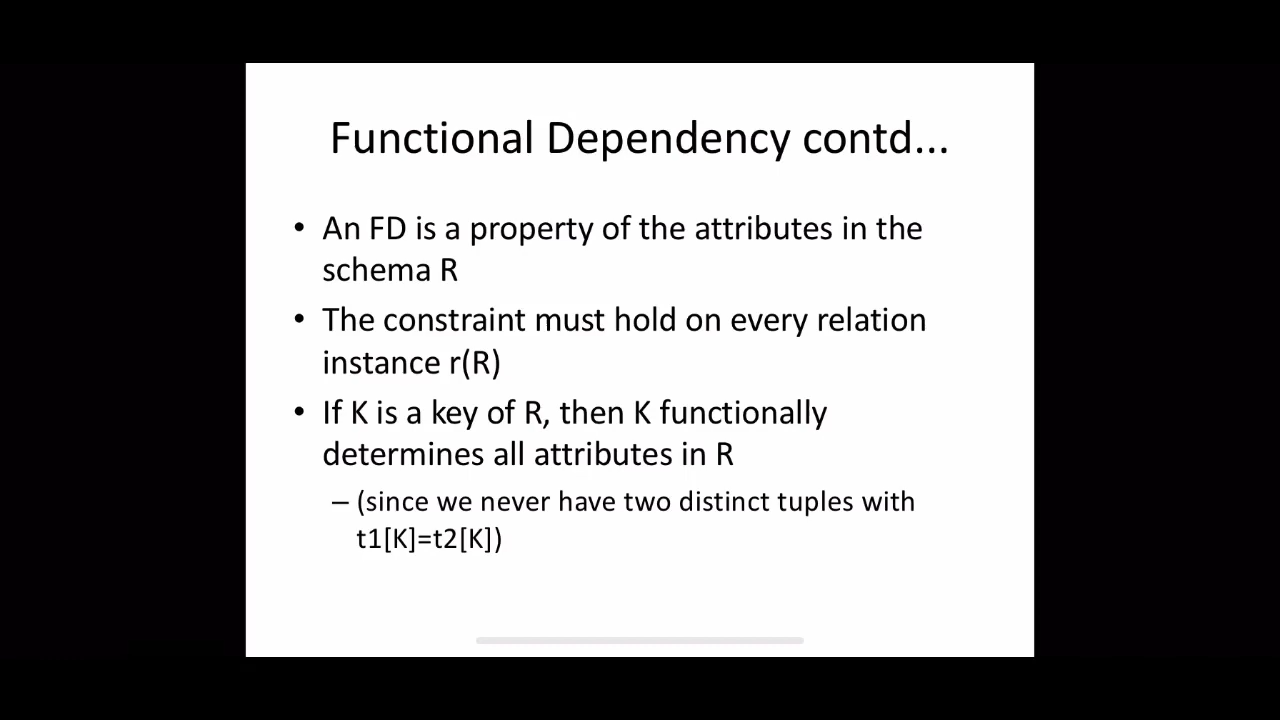 Functional Dependency contd...
• An FD is a property of the attributes in the
schema R
• The constraint must hold on every relation
instance r(R)
• If K is a key of R, then K functionally
determines all attributes in R
– (since we never have two distinct tuples with
t1[K]=t2[K])